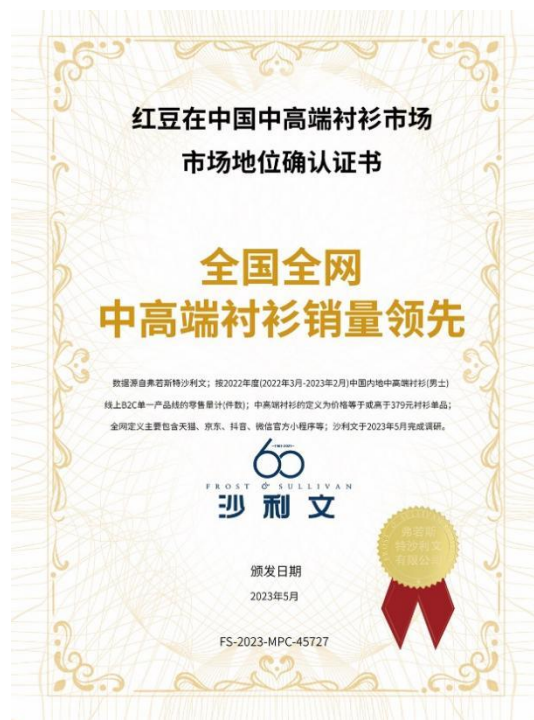 红豆在中国中高端衬衫市场
市场地位确认证书
全国全网
中高端衬衫销量领先
数据源自弗若斯特沙利文；按2022年度(2022年3月-2023年2月)中国内地中高端衬衫(男士)
线上B2C单一产品线的零售量计(件数)；中高端衬衫的定义为价格等于或高于379元衬衫单品；
全网定义主要包含天猫、京东、抖音、微信官方小程序等；沙利文于2023年5月完成调研。
60
FROST & SULLIVAN
沙利文
弗若斯
特沙利文
有限公司
颁发日期
2023年5月
FS-2023-MPC-45727